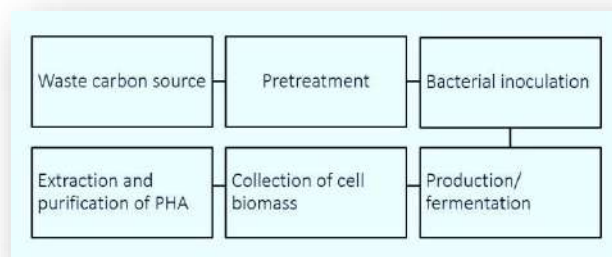 Waste carbon source
Pretreatment
Bacterial inoculation
Extraction and
purification of PHA
Collection of cell
biomass
Production/
fermentation